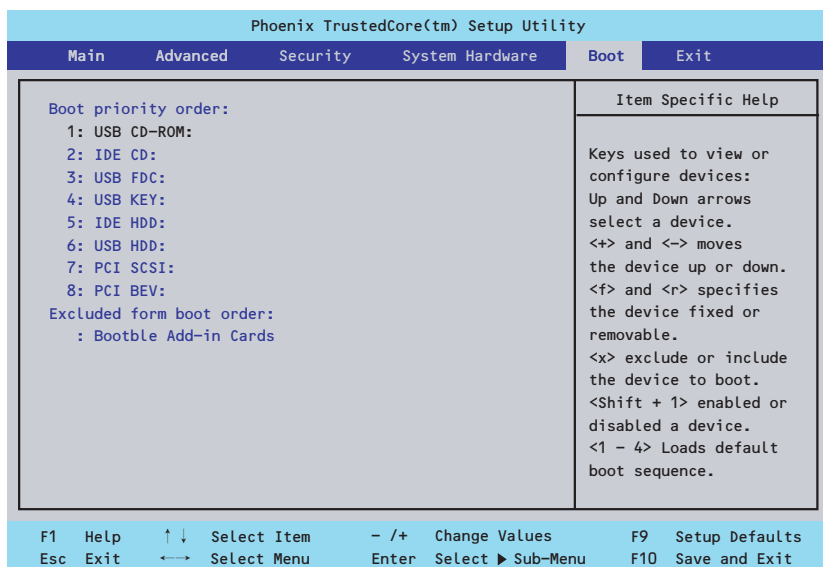 Phoenix TrustedCore(tm) Setup Utility
Main Advanced Security System Hardware Boot Exit
Boot priority order:
1: USB CD-ROM:
2: IDE CD:
3: USB FDC:
4: USB KEY:
5: IDE HDD:
6: USB HDD:
7: PCI SCSI:
8: PCI BEV:
Excluded form boot order:
: Bootble Add-in Cards
Item Specific Help
Keys used to view or
configure devices:
Up and Down arrows
select a device.
<+> and <-> moves
the device up or down.
<f> and <r> specifies
the device fixed or
removable.
<x> exclude or include
the device to boot.
<Shift + 1> enabled or
disabled a device.
<1 - 4> Loads default
boot sequence.
F1 Help ↑↓ Select Item - /+ Change Values F9 Setup Defaults
Esc Exit ←→ Select Menu Enter Select ▶ Sub-Menu F10 Save and Exit